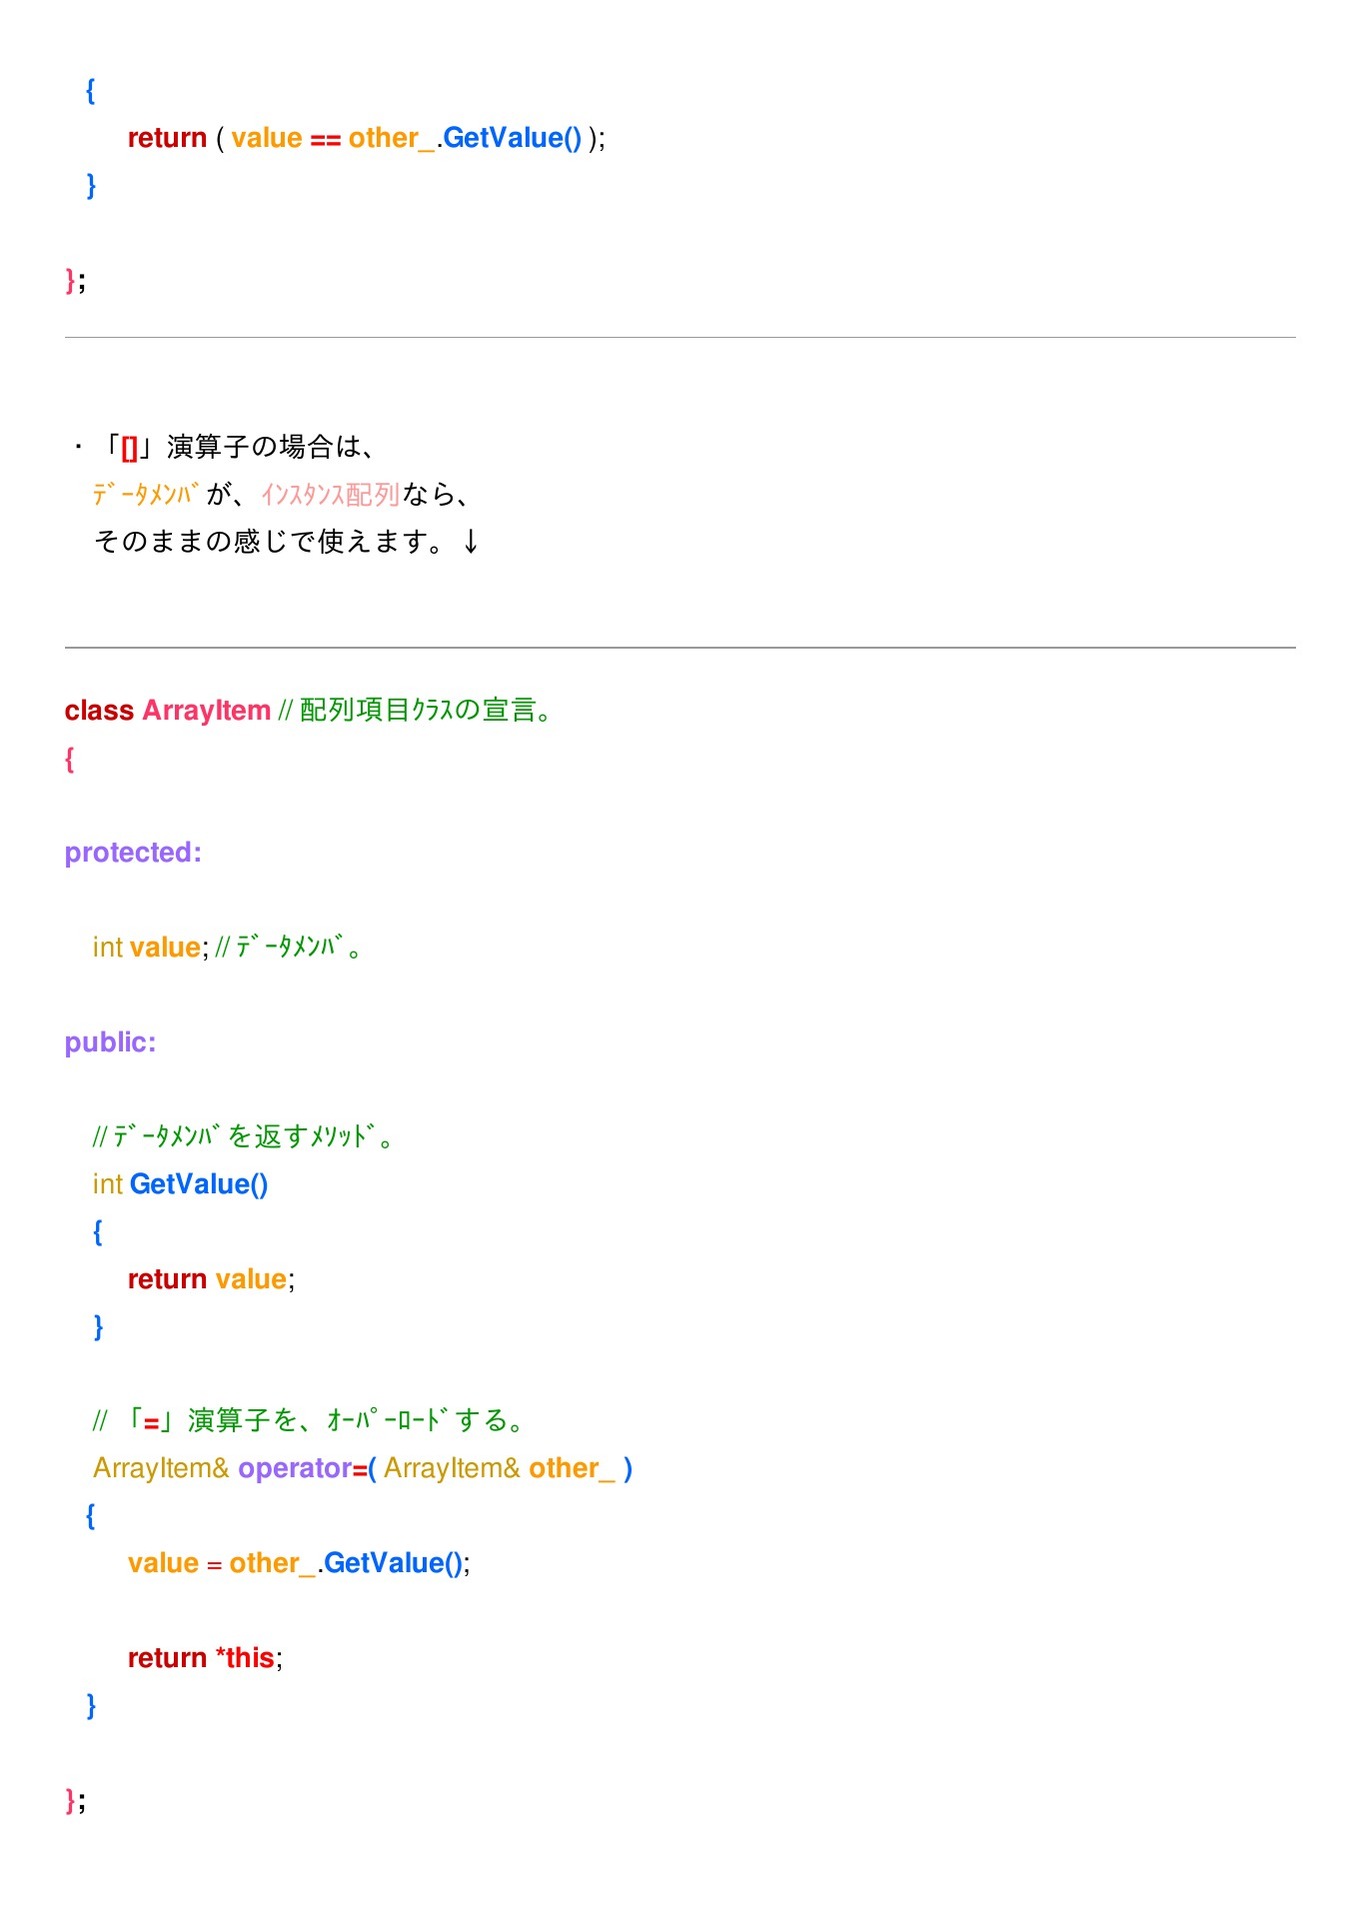 {
return ( value == other_.GetValue() );
}
};
・「[]」演算子の場合は、
ﾃﾞｰﾀﾒﾝﾊﾞが、ｲﾝｽﾀﾝｽ配列なら、
そのままの感じで使えます。↓
class ArrayItem // 配列項目ｸﾗｽの宣言。
{
protected:
int value; // ﾃﾞｰﾀﾒﾝﾊﾞ。
public:
// ﾃﾞｰﾀﾒﾝﾊﾞを返すﾒｿｯﾄﾞ。
int GetValue()
{
return value;
}
// 「=」演算子を、ｵｰﾊﾟｰﾛｰﾄﾞする。
ArrayItem& operator=( ArrayItem& other_ )
{
value = other_.GetValue();
return *this;
}
};